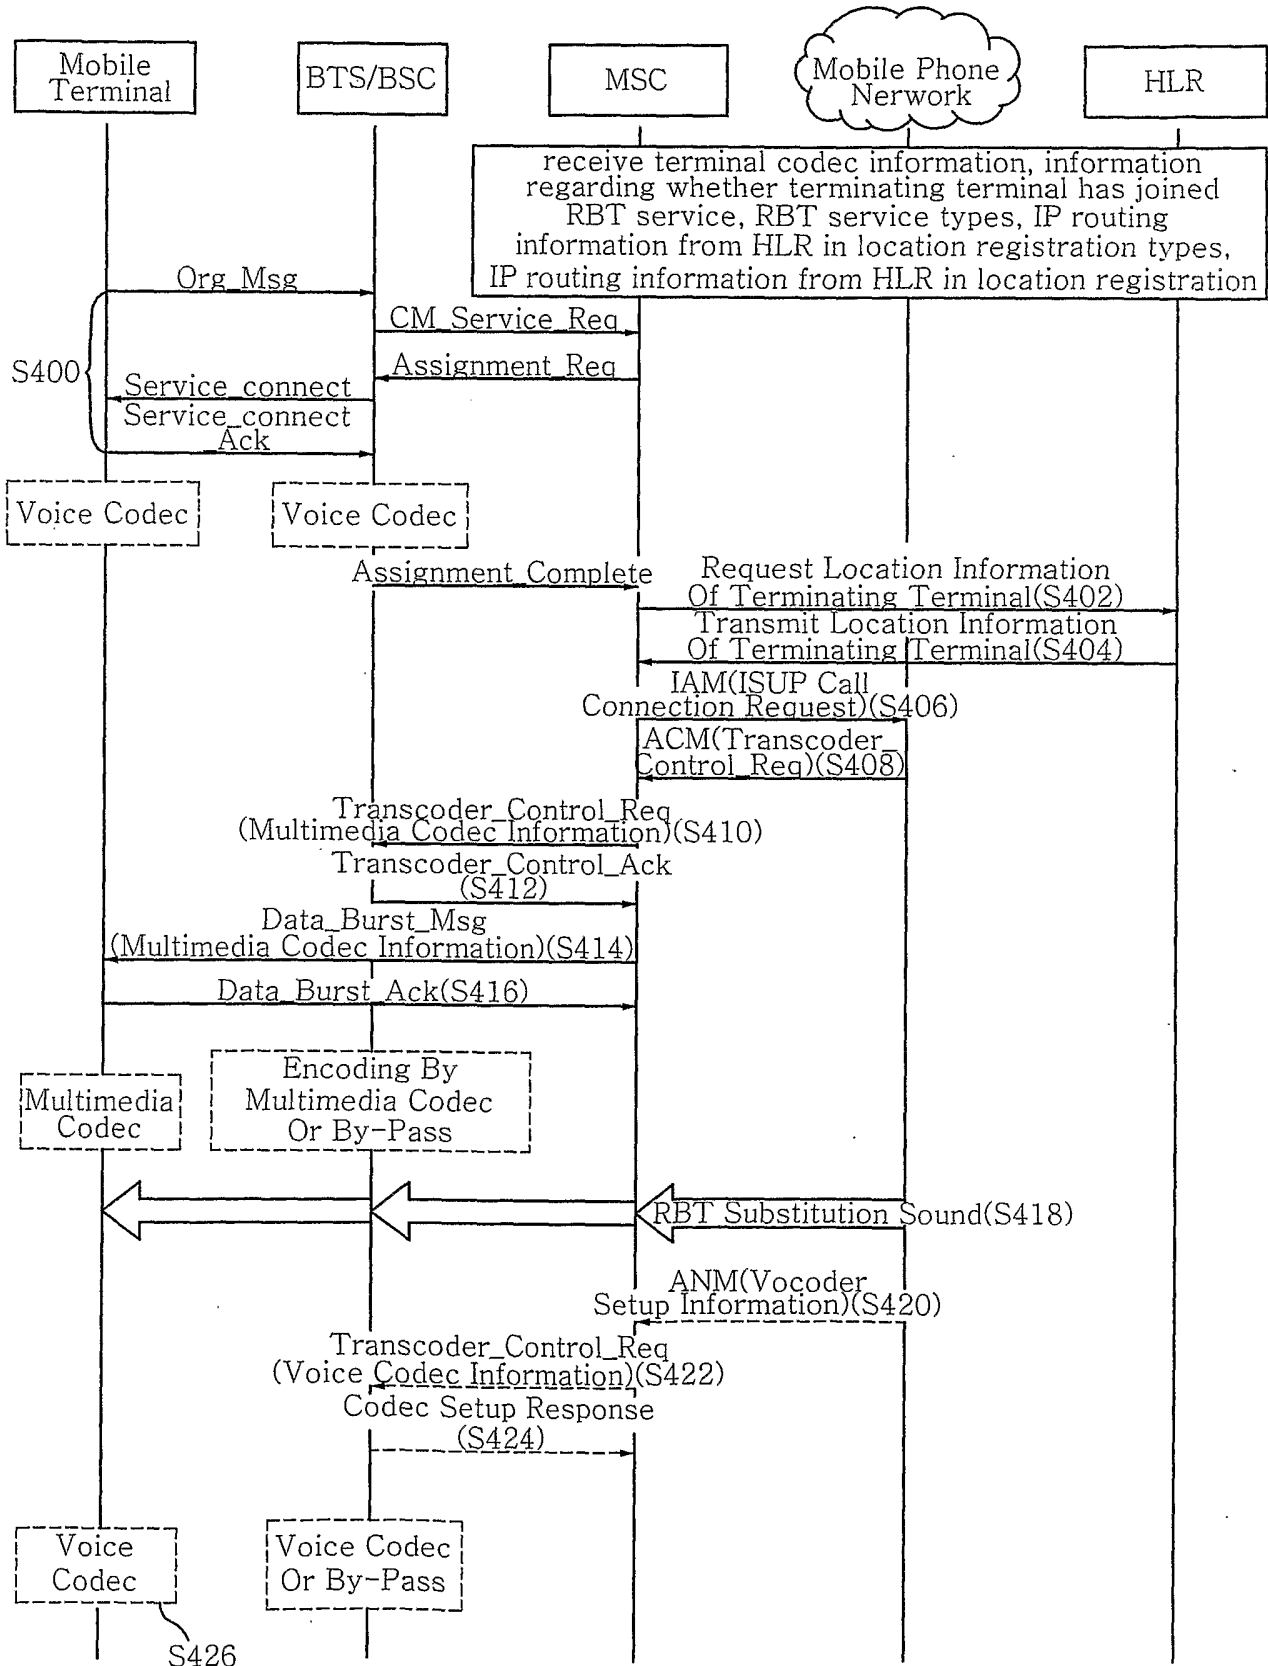 Mobile
Terminal
BTS/BSC
MSC
Mobile Phone
Nerwork
HLR
receive terminal codec information, information
regarding whether terminating terminal has joined
RBT service, RBT service types, IP routing
information from HLR in location registration types,
IP routing information from HLR in location registration
Org_Msg
CM_Service_Req
Assignment_Req
S400
Service_connect
Service_connect
_Ack
Voice Codec
Voice Codec
Assignment_Complete
Request Location Information
Of Terminating Terminal(S402)
Transmit Location Information
Of Terminating Terminal(S404)
IAM(ISUP Call
Connection Request)(S406)
ACM(Transcoder_
Control_Req)(S408)
Transcoder_Control_Req
(Multimedia Codec Information)(S410)
Transcoder_Control_Ack
(S412)
Data_Burst_Msg
(Multimedia Codec Information)(S414)
Data_Burst_Ack(S416)
Multimedia
Codec
Encoding By
Multimedia Codec
Or By-Pass
RBT Substitution Sound(S418)
ANM(Vocoder
Setup Information)(S420)
Transcoder_Control_Req
(Voice Codec Information)(S422)
Codec Setup Response
(S424)
Voice
Codec
Voice Codec
Or By-Pass
S426